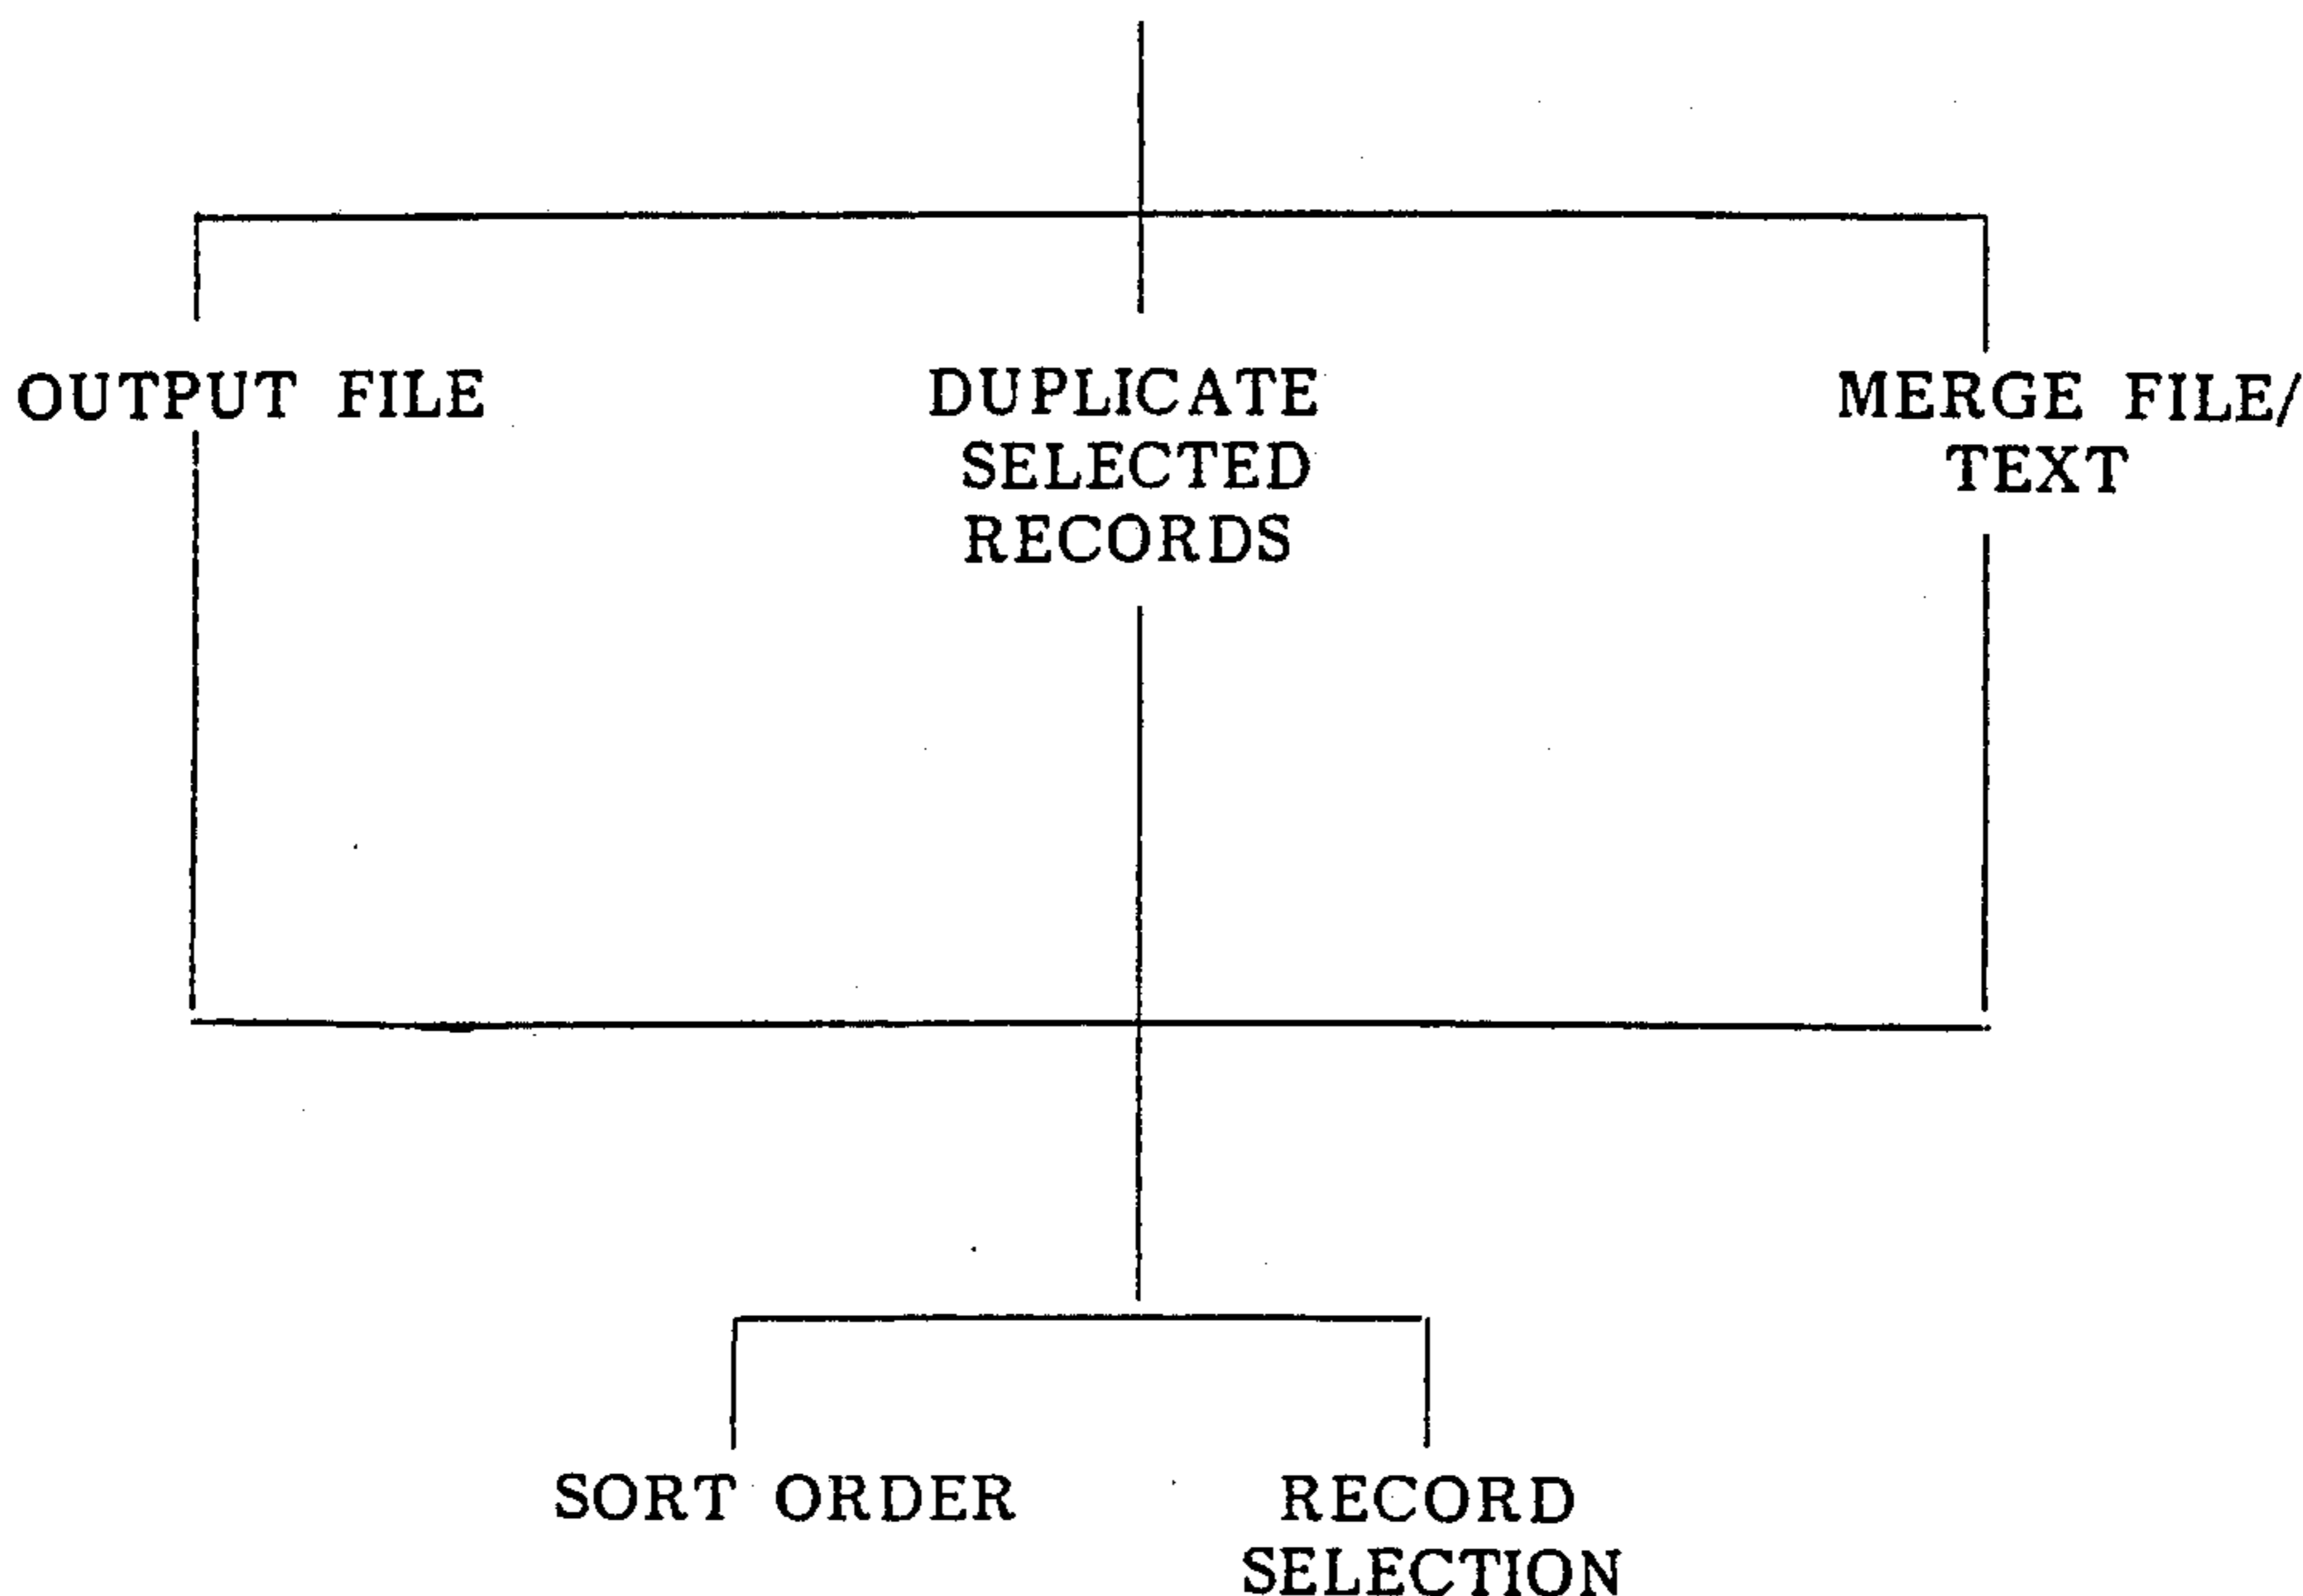 OUTPUT FILE
DUPLICATE
SELECTED
RECORDS
MERGE FILE/
TEXT
SORT ORDER
RECORD
SELECTION